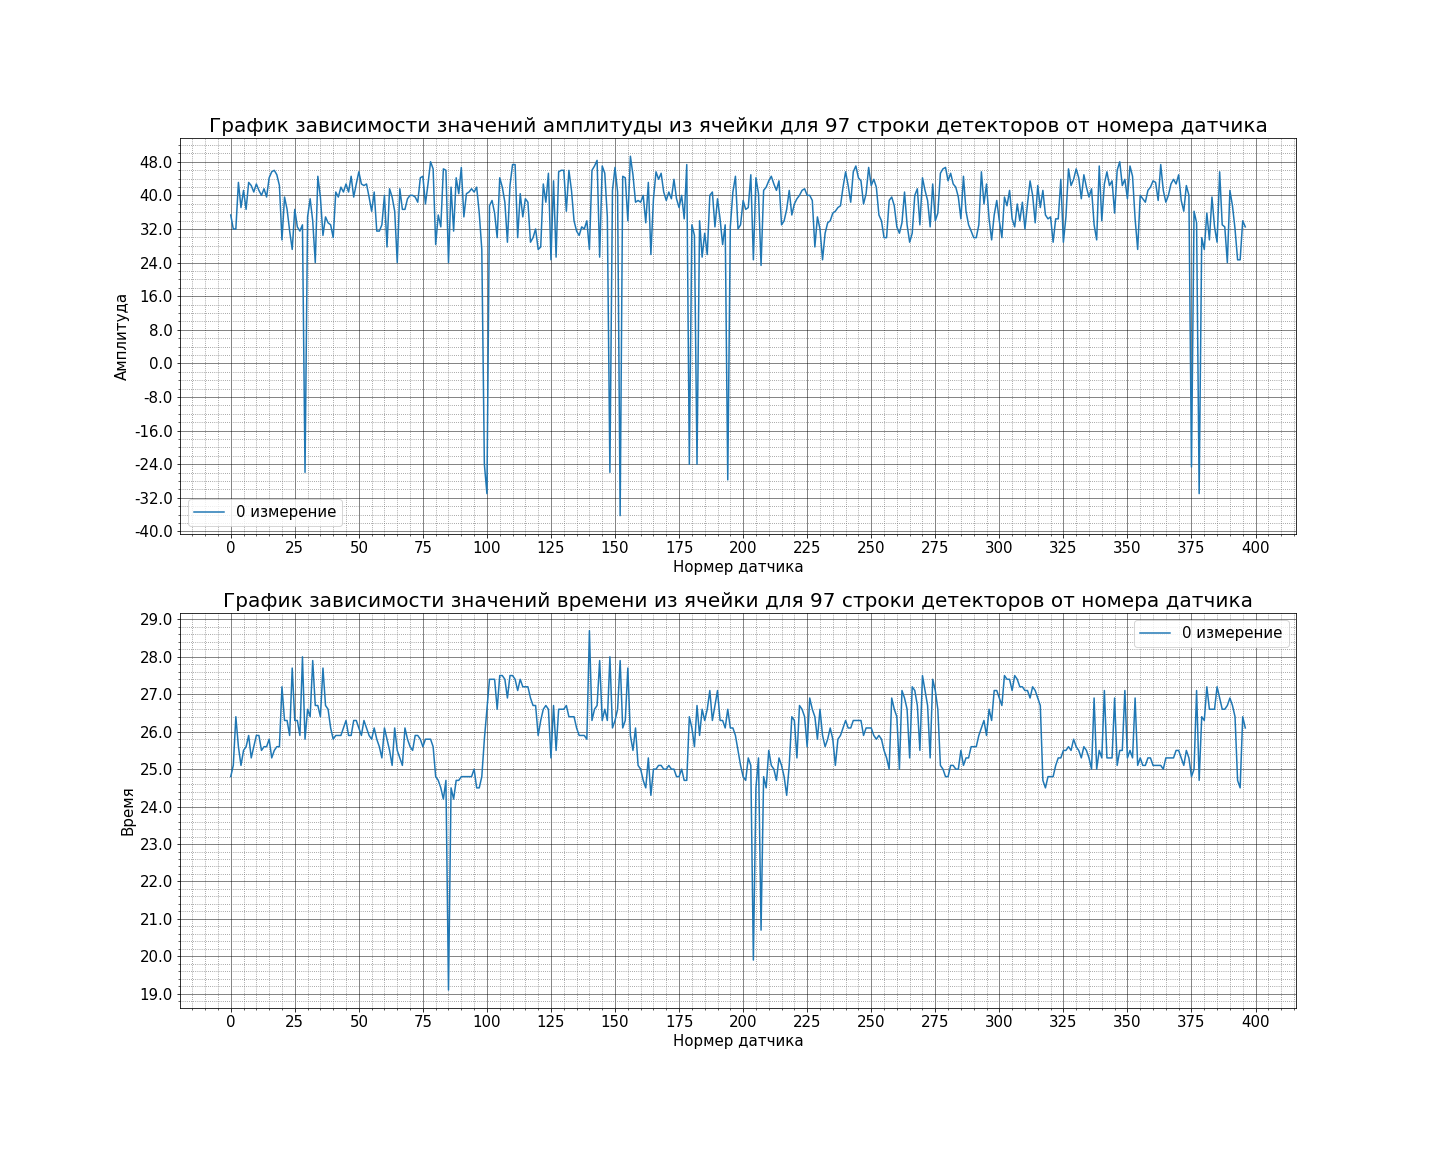 График зависимости значений амплитуды из ячейки для 97 строки детекторов от номера датчика
48.0
40.0
32.0
24.0
16.0
8.0
0.0
-8.0
-16.0
-24.0
-32.0
-40.0
Амплитуда
0 измерение
0 25 50 75 100 125 150 175 200 225 250 275 300 325 350 375 400
Нормер датчика
График зависимости значений времени из ячейки для 97 строки детекторов от номера датчика
29.0
28.0
27.0
26.0
25.0
24.0
23.0
22.0
21.0
20.0
19.0
Время
0 измерение
0 25 50 75 100 125 150 175 200 225 250 275 300 325 350 375 400
Нормер датчика